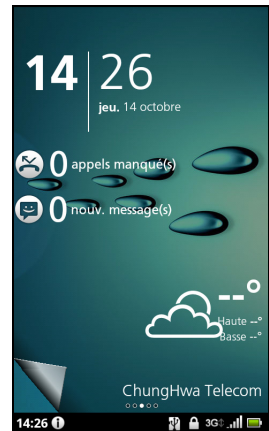 14 26
jeu. 14 octobre
0 appels manqué(s)
0 nouv. message(s)
--°
Haute --°
Basse --°
ChungHwa Telecom
14:26 3G